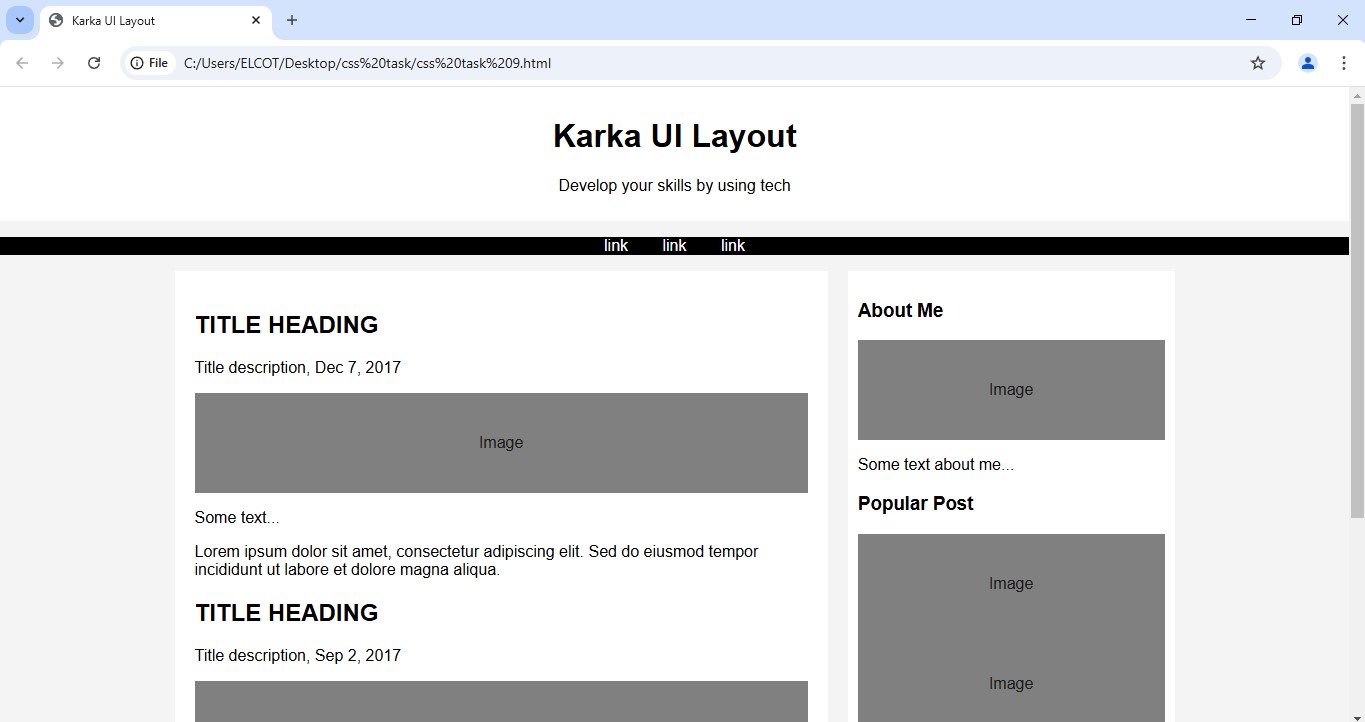 Karka UI Layout
File
C:/Users/ELCOT/Desktop/css%20task/css%20task%209.html
Karka UI Layout
Develop your skills by using tech
link link link
TITLE HEADING
Title description, Dec 7, 2017
Image
Some text...
Lorem ipsum dolor sit amet, consectetur adipiscing elit. Sed do eiusmod tempor
incididunt ut labore et dolore magna aliqua.
TITLE HEADING
Title description, Sep 2, 2017
About Me
Image
Some text about me...
Popular Post
Image
Image